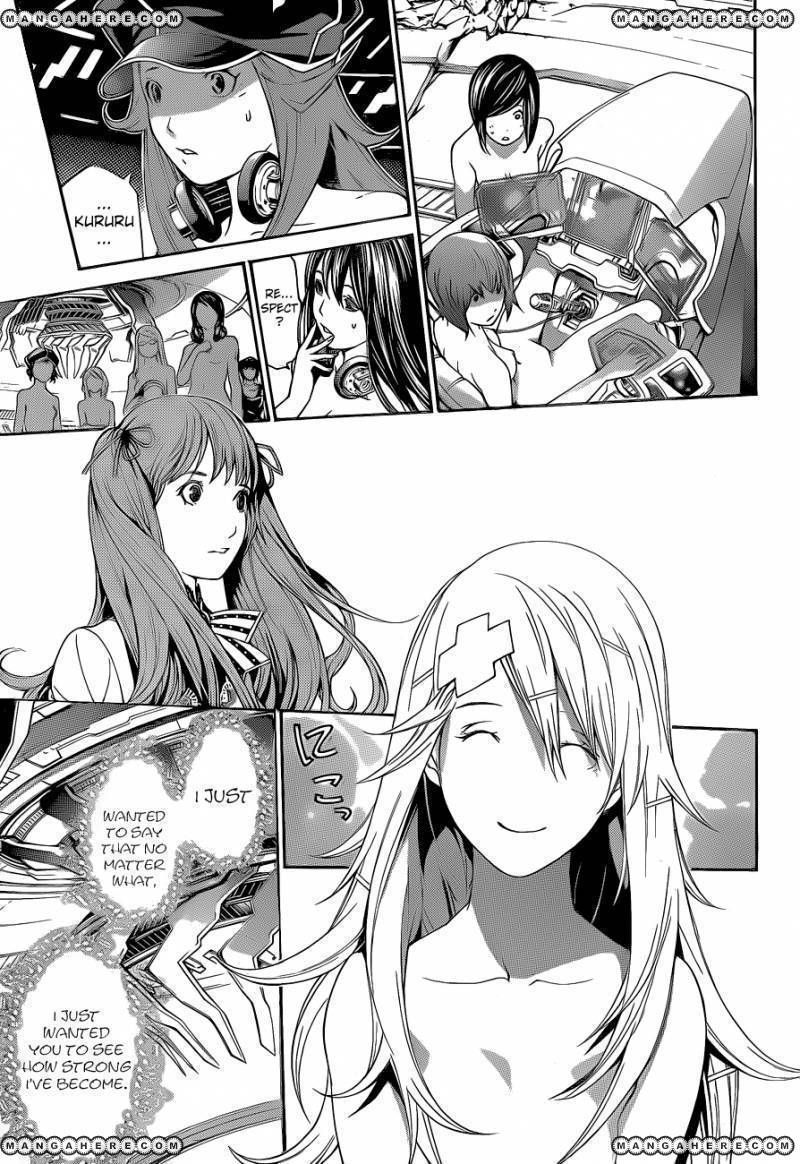 MANGAHERE.COM
MANGAHERE.COM
...
KURURU
...
RE...
SPECT
?
にこっ
I JUST
WANTED
TO SAY
THAT NO
MATTER
WHAT,
I JUST
WANTED
YOU TO SEE
HOW STRONG
I'VE BECOME.
MANGAHERE.COM
MANGAHERE.COM